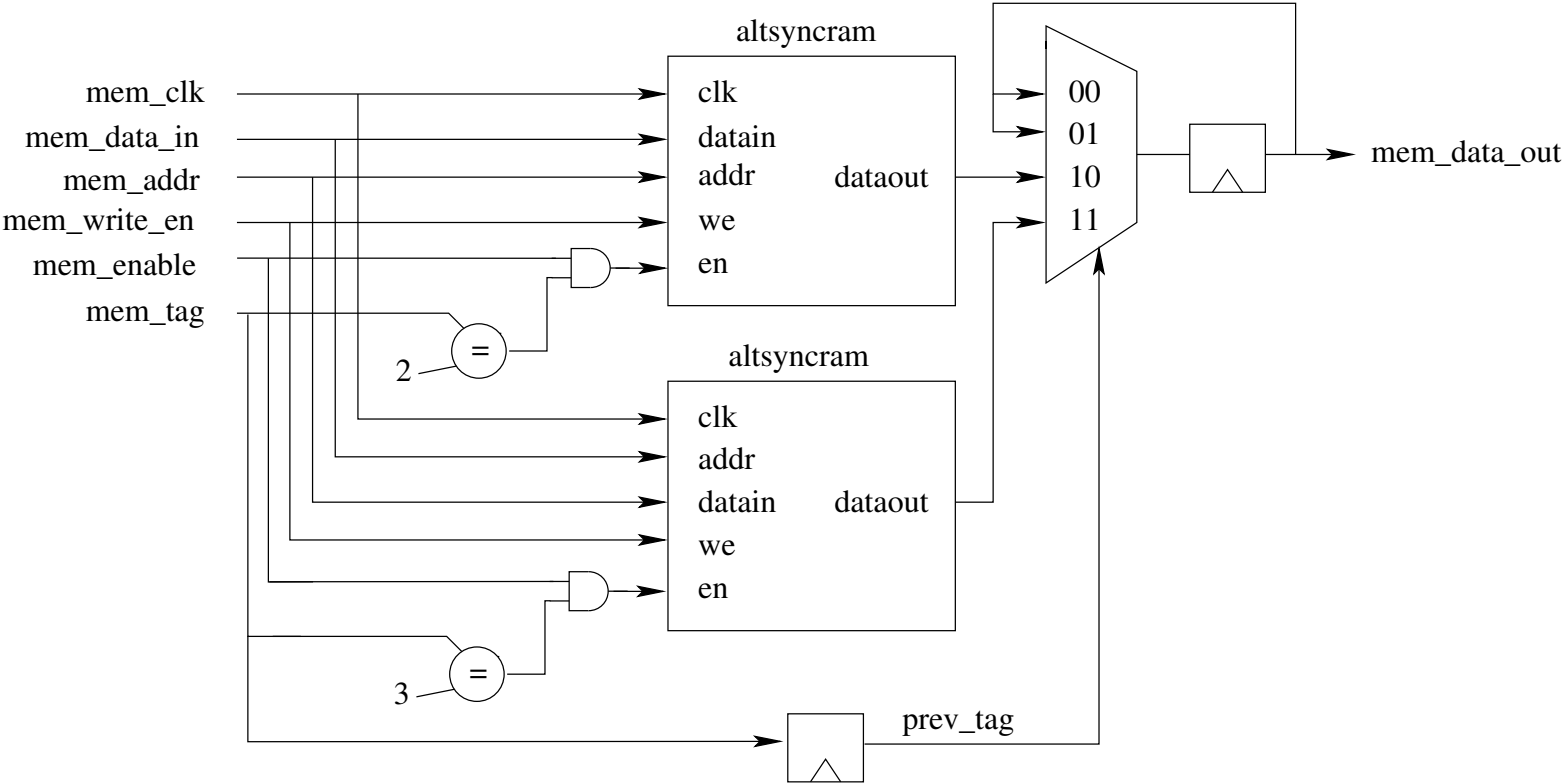 altsyncram
mem_clk
clk
00
mem_data_in
datain
01
mem_data_out
mem_addr
addr
dataout
10
mem_write_en
we
11
mem_enable
en
mem_tag
=
2
altsyncram
clk
addr
datain
dataout
we
en
=
3
prev_tag